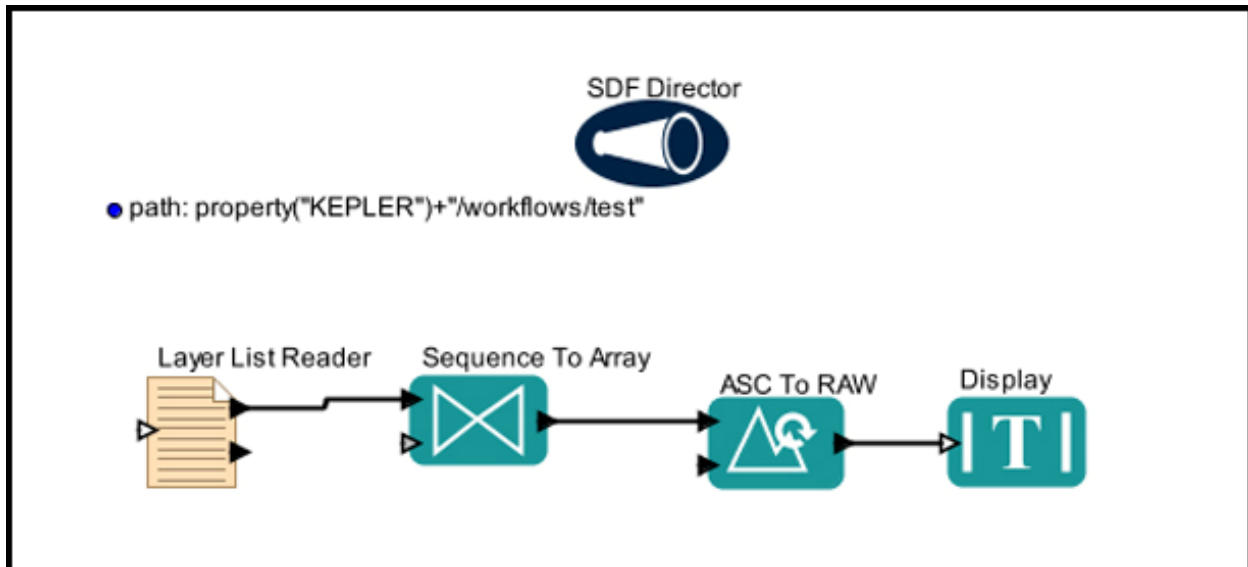 SDF Director
path: property("KEPLER")+"/workflows/test"
Layer List Reader
Sequence To Array
ASC To RAW
Display
T